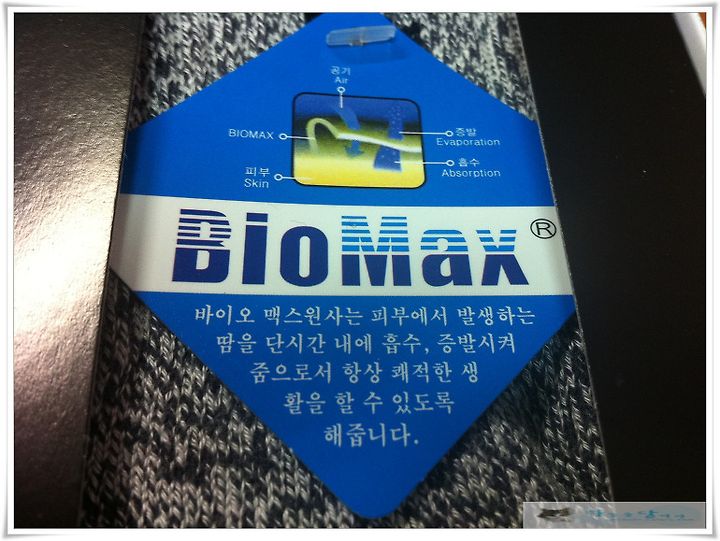 공기
Air
BIOMAX
증발
Evaporation
흡수
Absorption
피부
Skin
BioMax®
바이오 맥스원사는 피부에서 발생하는
땀을 단시간 내에 흡수, 증발시켜
줌으로서 항상 쾌적한 생
활을 할 수 있도록
해줍니다.